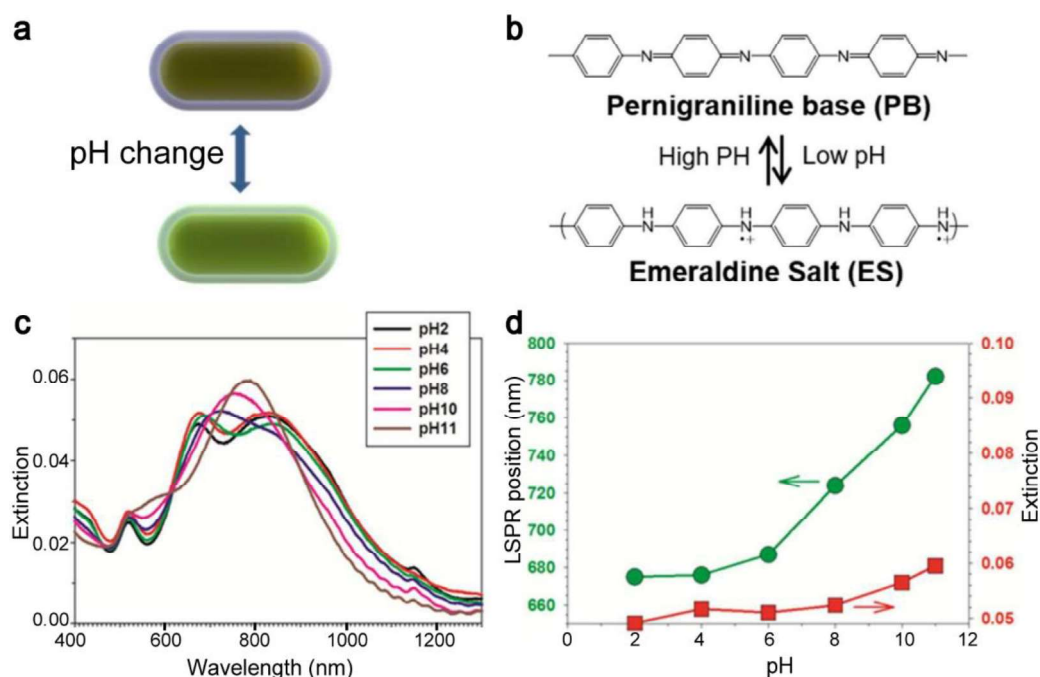 a
pH change
b
N N N N
Pernigraniline base (PB)
High PH Low pH
H H H H
N N N N
•+ •+
Emeraldine Salt (ES)
c
pH2
pH4
pH6
pH8
pH10
pH11
Extinction
0.06
0.04
0.02
0.00
400 600 800 1000 1200
Wavelength (nm)
d
LSPR position (nm)
800
780
760
740
720
700
680
660
0.10
0.09
0.08
0.07
0.06
0.05
Extinction
0 2 4 6 8 10 12
pH